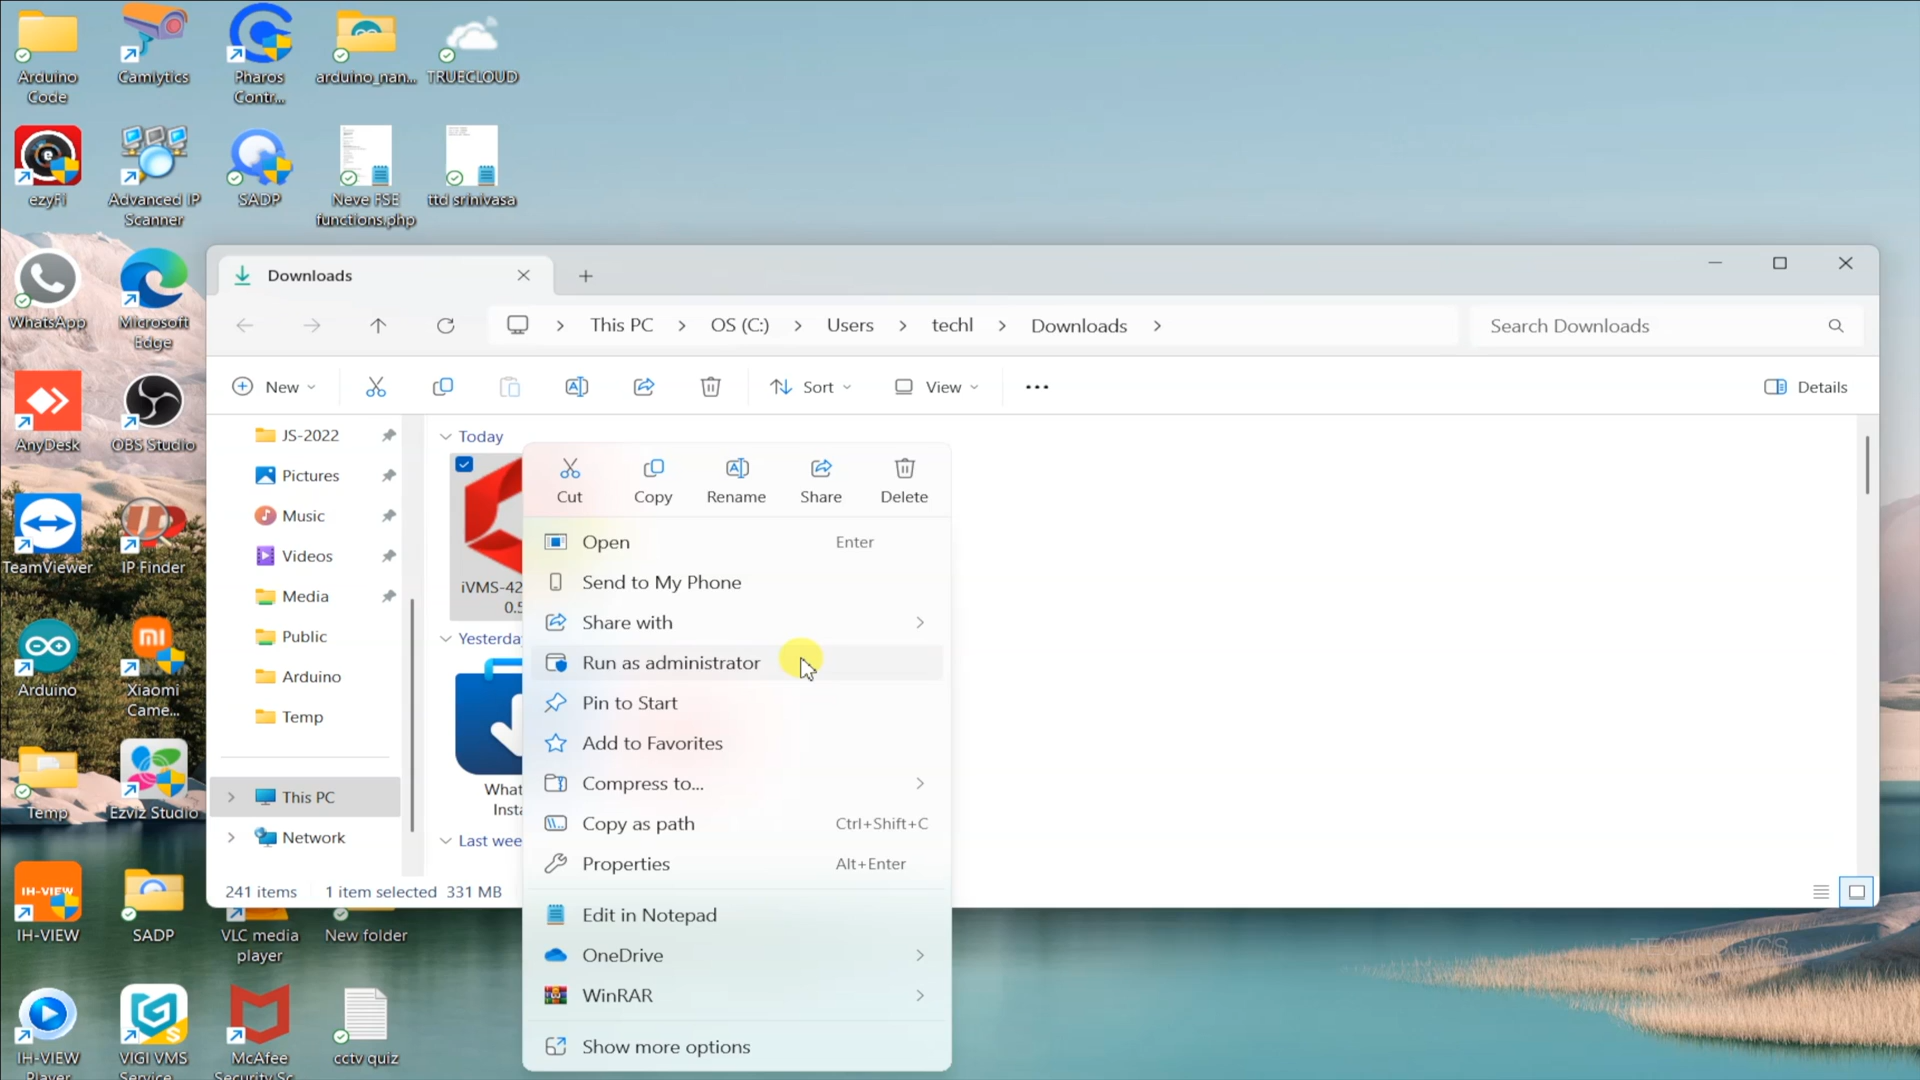 Arduino
Code
Camlytics
Pharos
Contr...
arduino_nan...
TRUECLOUD
ezyFi
Advanced IP
Scanner
SADP
Neve FSE
functions.php
ttd srinivasa
WhatsApp
Microsoft
Edge
AnyDesk
OBS Studio
TeamViewer
IP Finder
Arduino
Xiaomi
Came...
Temp
Ezviz Studio
IH-VIEW
IH-VIEW
SADP
VLC media
player
New folder
IH-VIEW
Player
VIGI VMS
Service
McAfee
Security Sc
cctv quiz
Downloads
This PC
OS (C:)
Users
techl
Downloads
Search Downloads
New
Sort
View
Details
JS-2022
Pictures
Music
Videos
Media
Public
Arduino
Temp
This PC
Network
Today
iVMS-42
0.5
Yesterday
What
Insta
Last wee
241 items
1 item selected 331 MB
Cut
Copy
Rename
Share
Delete
Open Enter
Send to My Phone
Share with
Run as administrator
Pin to Start
Add to Favorites
Compress to...
Copy as path Ctrl+Shift+C
Properties Alt+Enter
Edit in Notepad
OneDrive
WinRAR
Show more options
TECHLOGICS